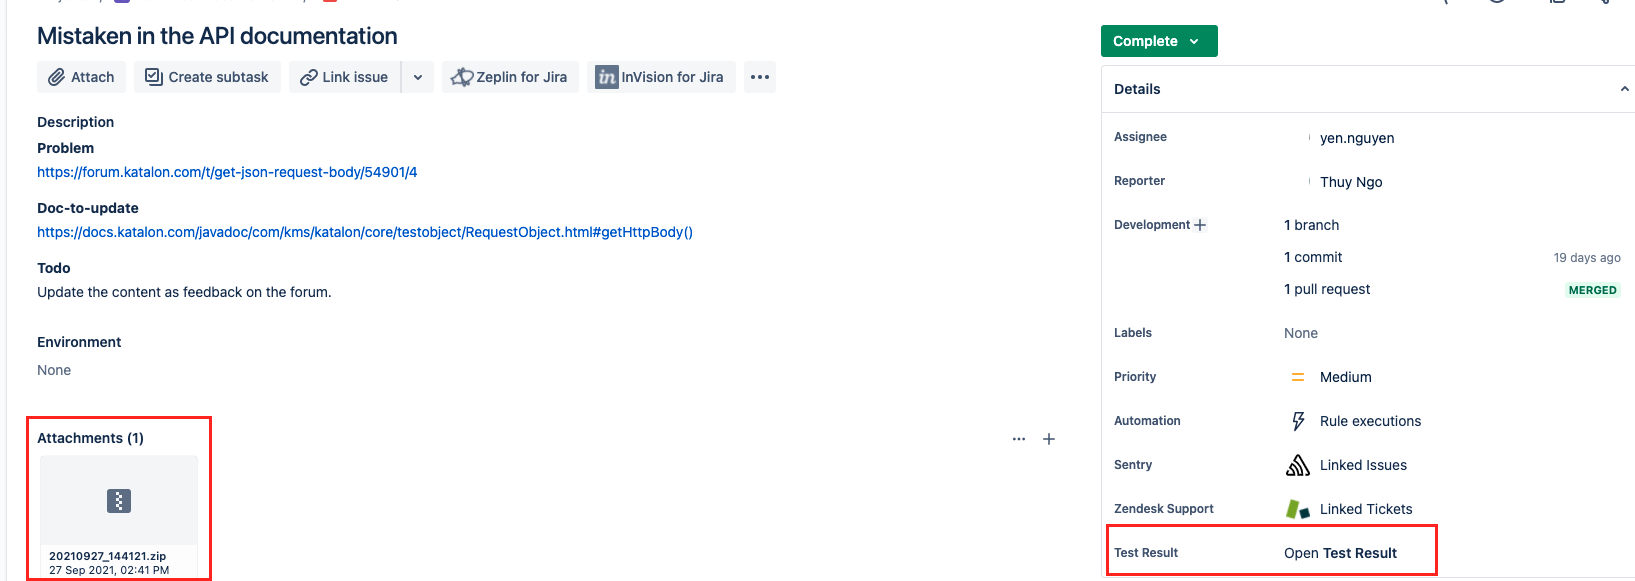 Mistaken in the API documentation
Attach
Create subtask
Link issue
Zeplin for Jira
in InVision for Jira
Description
Problem
https://forum.katalon.com/t/get-json-request-body/54901/4
Doc-to-update
https://docs.katalon.com/javadoc/com/kms/katalon/core/testobject/RequestObject.html#getHttpBody()
Todo
Update the content as feedback on the forum.
Environment
None
Attachments (1)
20210927_144121.zip
27 Sep 2021, 02:41 PM
Complete
Details
Assignee yen.nguyen
Reporter Thuy Ngo
Development 1 branch
1 commit 19 days ago
1 pull request MERGED
Labels None
Priority Medium
Automation Rule executions
Sentry Linked Issues
Zendesk Support Linked Tickets
Test Result Open Test Result